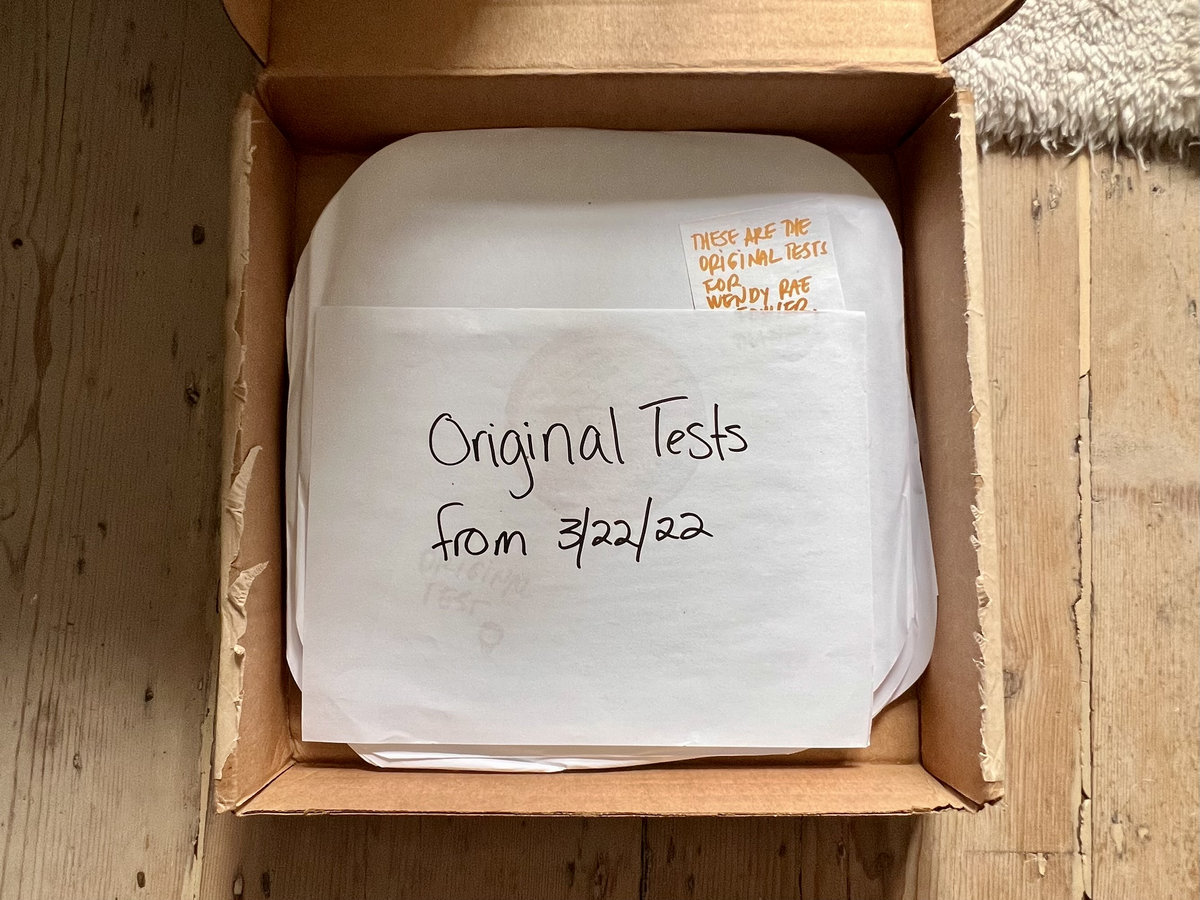 THESE ARE THE
ORIGINAL TESTS
FOR
WENDY RAE
Original Tests
from 3/22/22